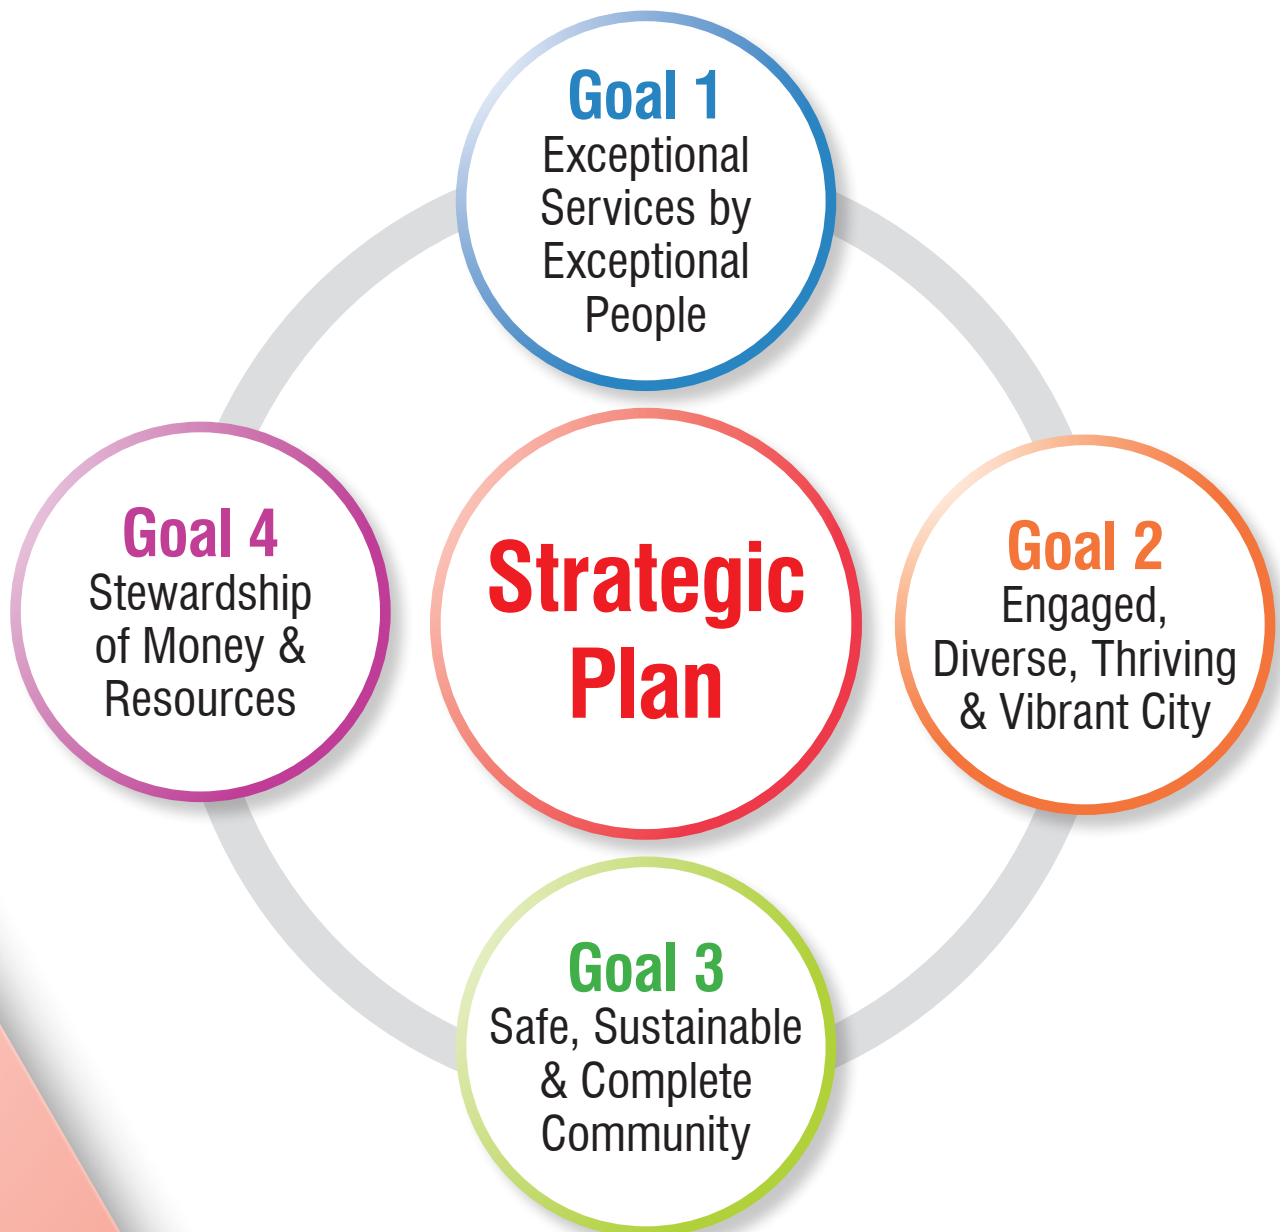 Goal 1
Exceptional
Services by
Exceptional
People
Goal 4
Stewardship
of Money &
Resources
Strategic
Plan
Goal 2
Engaged,
Diverse, Thriving
& Vibrant City
Goal 3
Safe, Sustainable
& Complete
Community